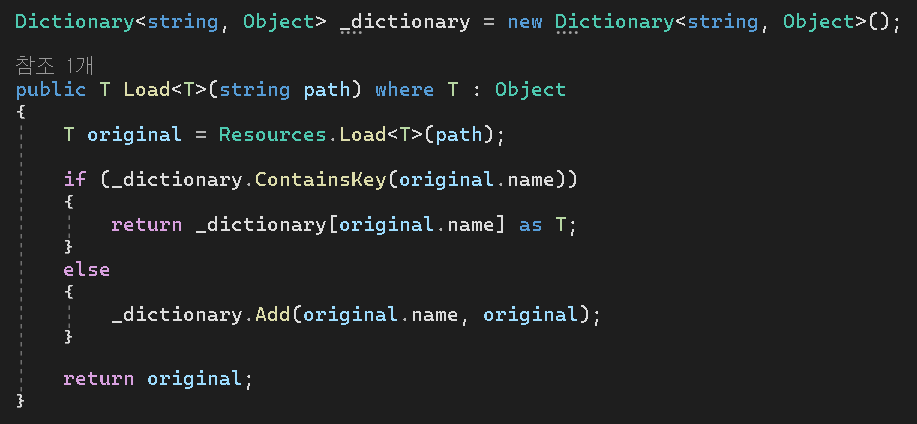 Dictionary<string, Object> _dictionary = new Dictionary<string, Object>();
참조 1개
public T Load<T>(string path) where T : Object
{
    T original = Resources.Load<T>(path);
    if (_dictionary.ContainsKey(original.name))
    {
        return _dictionary[original.name] as T;
    }
    else
    {
        _dictionary.Add(original.name, original);
    }
    return original;
}